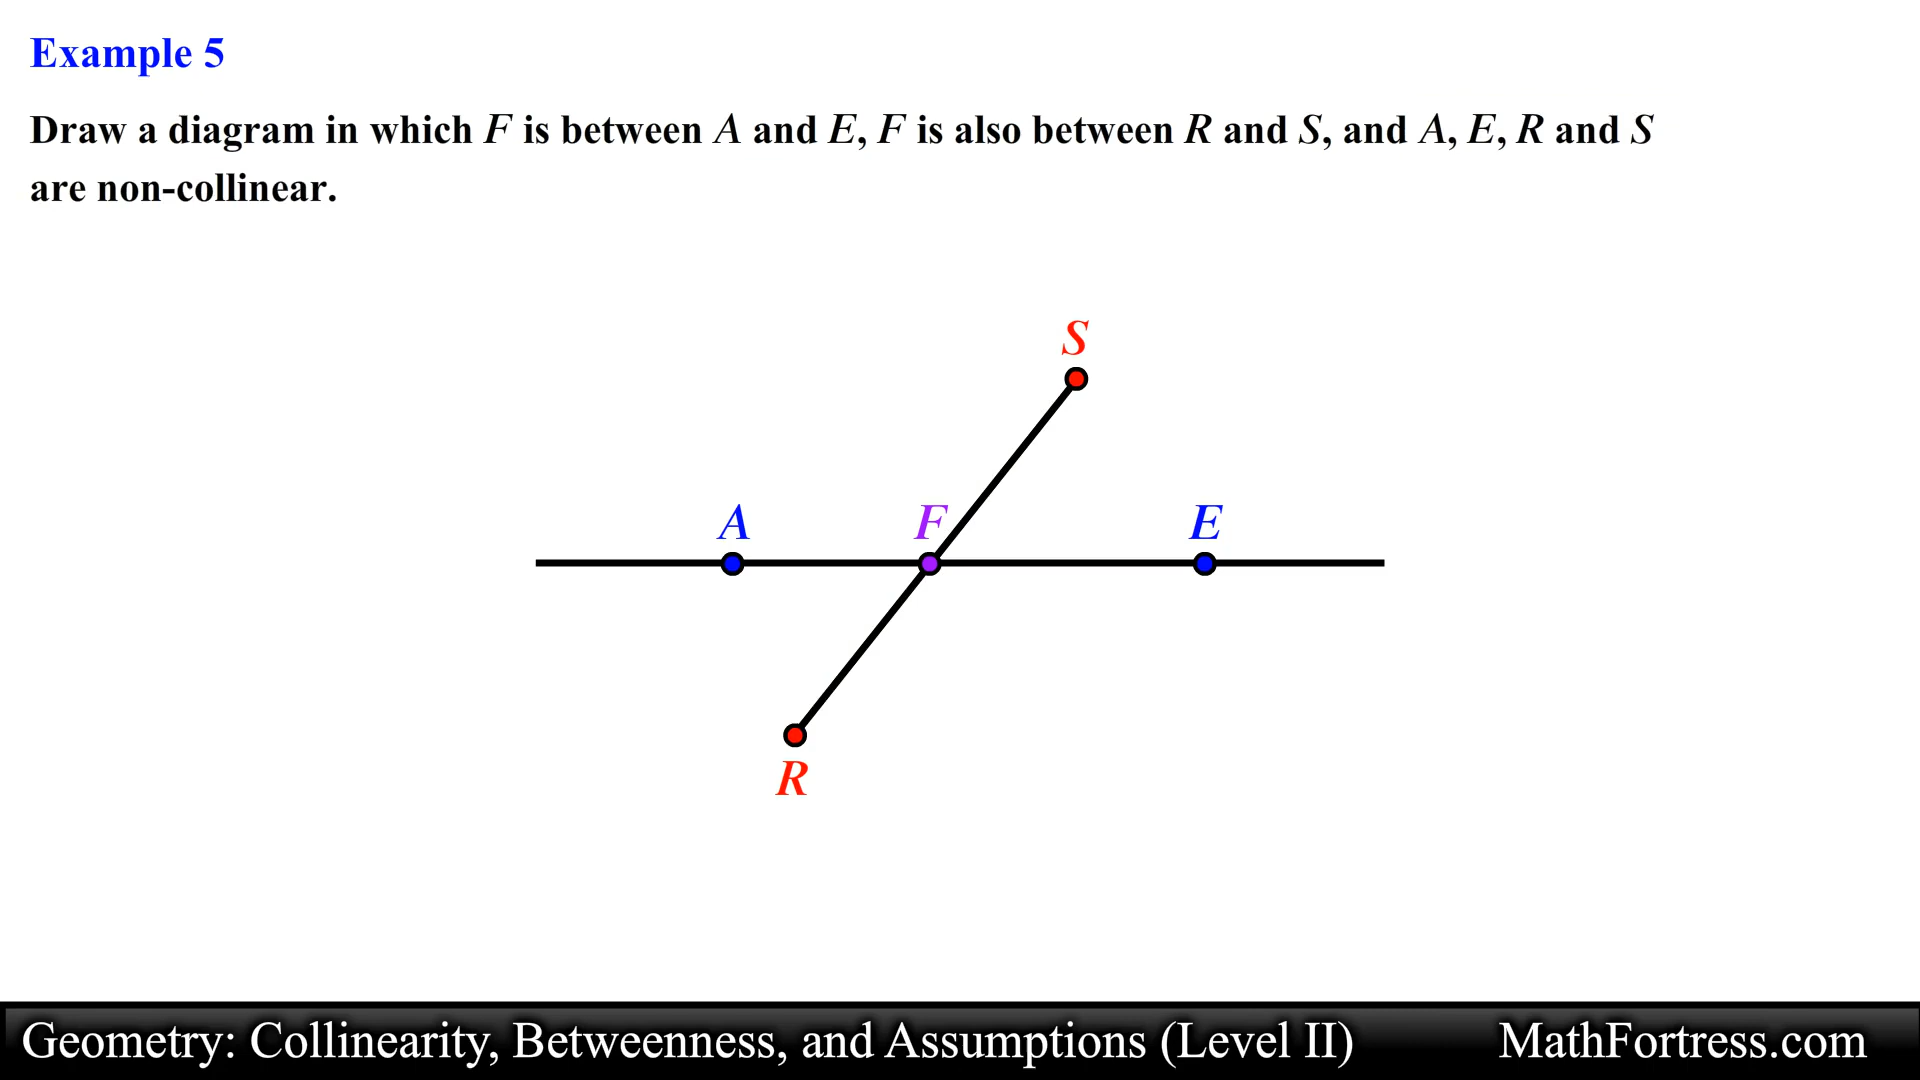 Example 5
Draw a diagram in which F is between A and E, F is also between R and S, and A, E, R and S
are non-collinear.
S
A F E
R
Geometry: Collinearity, Betweenness, and Assumptions (Level II) MathFortress.com